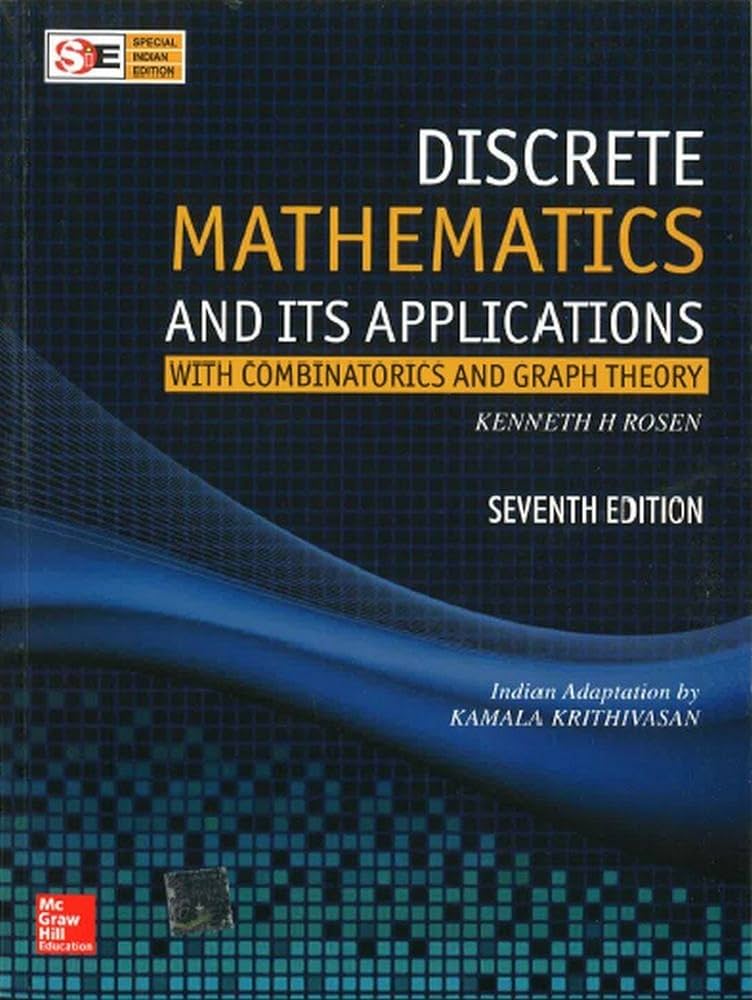 SiE
SPECIAL
INDIAN
EDITION
DISCRETE
MATHEMATICS
AND ITS APPLICATIONS
WITH COMBINATORICS AND GRAPH THEORY
KENNETH H ROSEN
SEVENTH EDITION
Indian Adaptation by
KAMALA KRITHIVASAN
Mc
Graw
Hill
Education